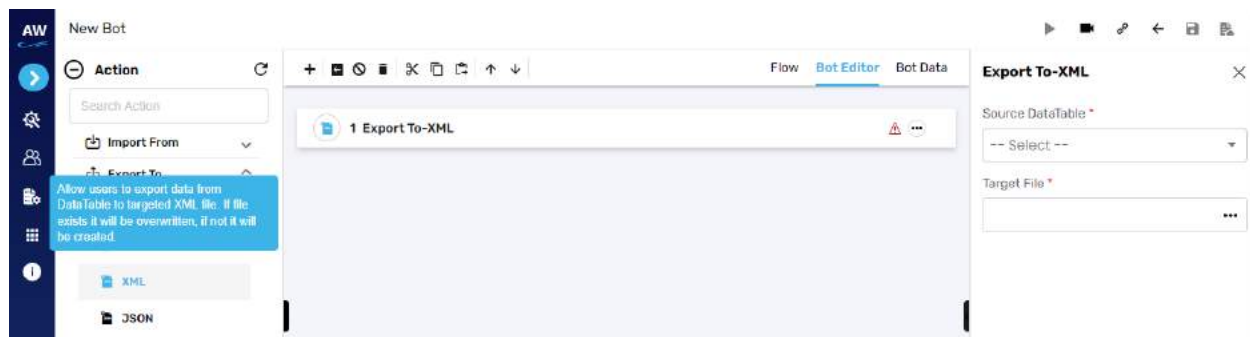 AW
New Bot
Action
Search Action
Import From
Export To
Allow users to export data from
DataTable to targeted XML file. If file
exists it will be overwritten, if not it will
be created.
XML
JSON
Flow Bot Editor Bot Data
1 Export To-XML
Export To-XML
Source DataTable *
-- Select --
Target File *